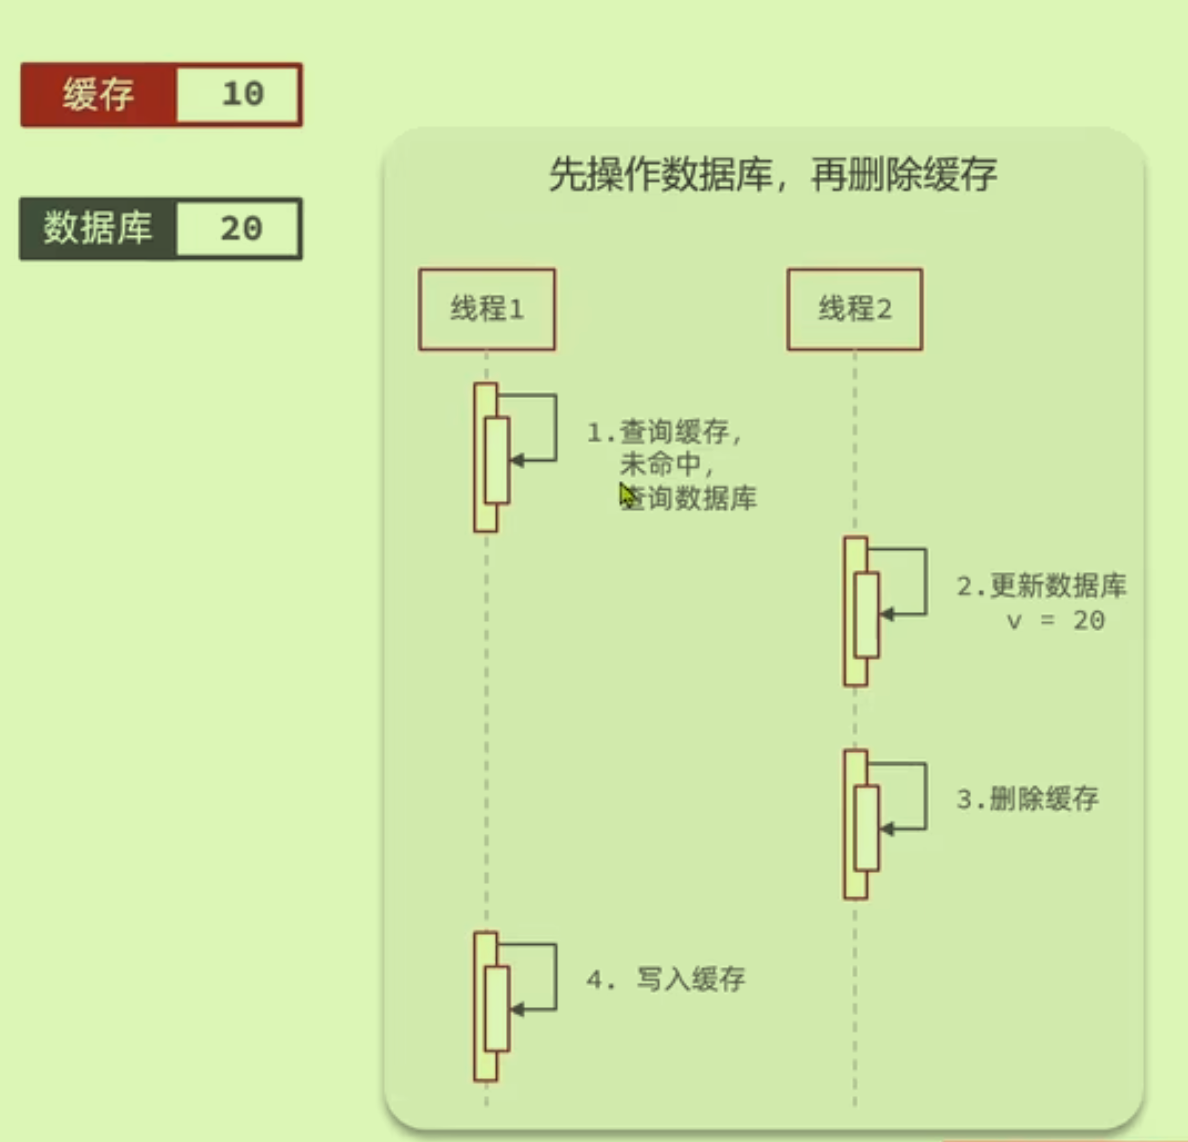 缓存 10
数据库 20
先操作数据库，再删除缓存
线程1
线程2
1.查询缓存，
未命中，
查询数据库
2.更新数据库
v = 20
3.删除缓存
4. 写入缓存